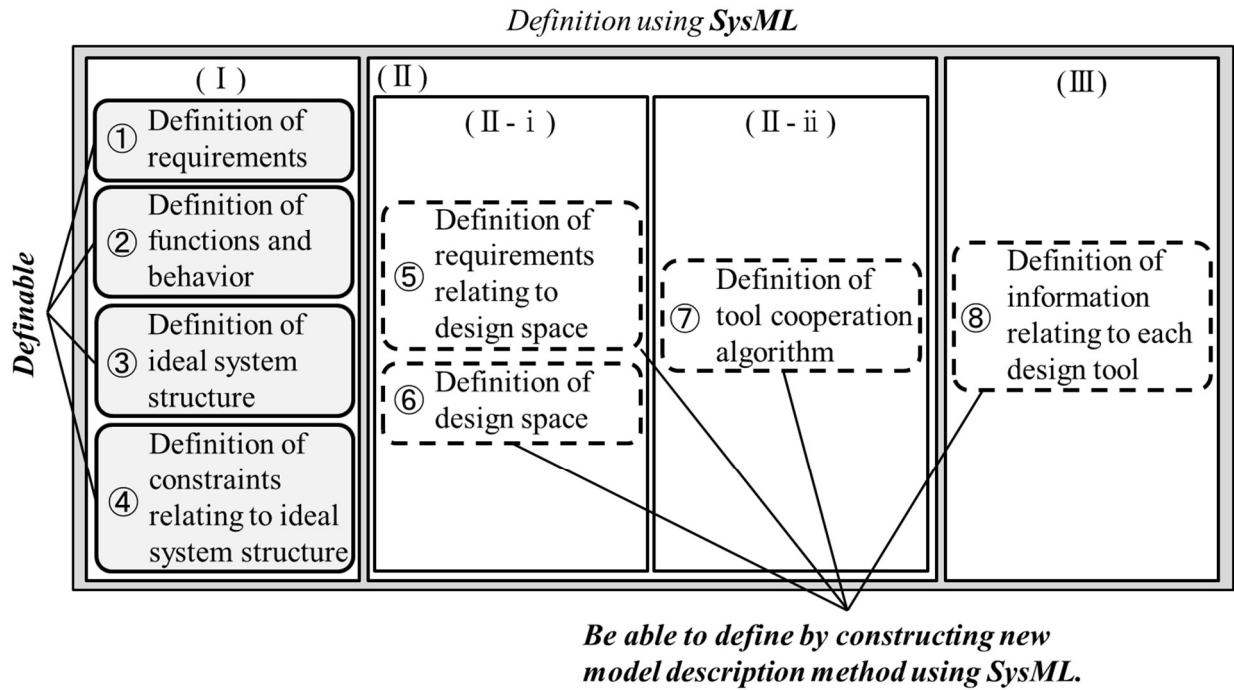 Definition using SysML
( Ⅰ )
① Definition of
requirements
② Definition of
functions and
behavior
③ Definition of
ideal system
structure
④ Definition of
constraints
relating to ideal
system structure
Definable
(Ⅱ)
( Ⅱ - ⅰ )
⑤ Definition of
requirements
relating to
design space
⑥ Definition of
design space
( Ⅱ - ⅱ )
⑦ Definition of
tool cooperation
algorithm
(Ⅲ)
⑧ Definition of
information
relating to each
design tool
Be able to define by constructing new
model description method using SysML.